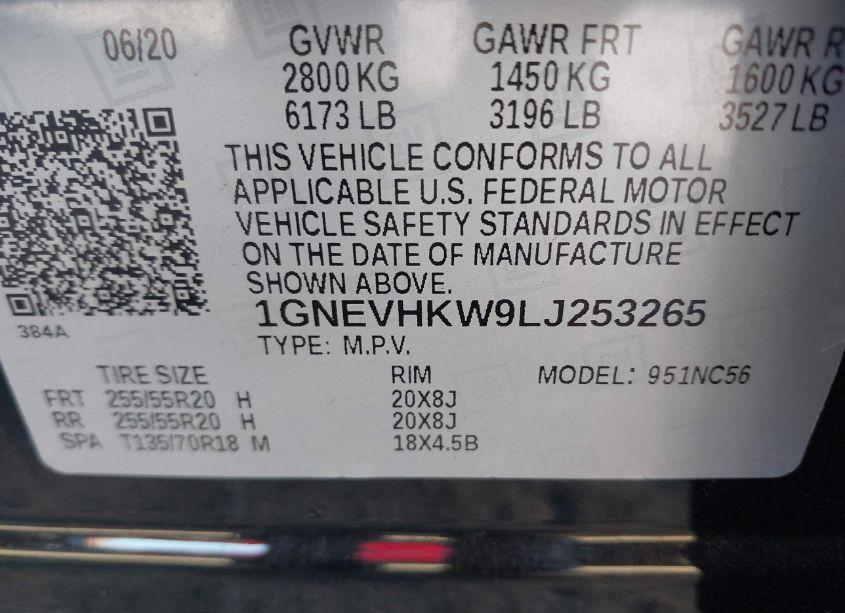 06/20 GVWR GAWR FRT GAWR R
2800 KG 1450 KG 1600 KG
6173 LB 3196 LB 3527 LB
THIS VEHICLE CONFORMS TO ALL
APPLICABLE U.S. FEDERAL MOTOR
VEHICLE SAFETY STANDARDS IN EFFECT
ON THE DATE OF MANUFACTURE
SHOWN ABOVE.
1GNEVHKW9LJ253265
384A
TYPE: M.P.V.
TIRE SIZE RIM MODEL: 951NC56
FRT 255/55R20 H 20X8J
RR 255/55R20 H 20X8J
SPA T135/70R18 M 18X4.5B